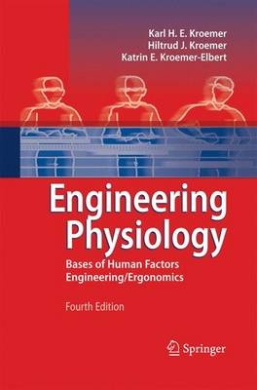 Karl H. E. Kroemer
Hiltrud J. Kroemer
Katrin E. Kroemer-Elbert
Engineering
Physiology
Bases of Human Factors
Engineering/Ergonomics
Fourth Edition
Springer